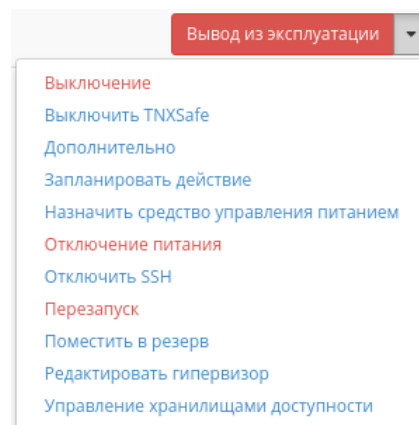 Вывод из эксплуатации
Выключение
Выключить TNXSafe
Дополнительно
Запланировать действие
Назначить средство управления питанием
Отключение питания
Отключить SSH
Перезапуск
Поместить в резерв
Редактировать гипервизор
Управление хранилищами доступности